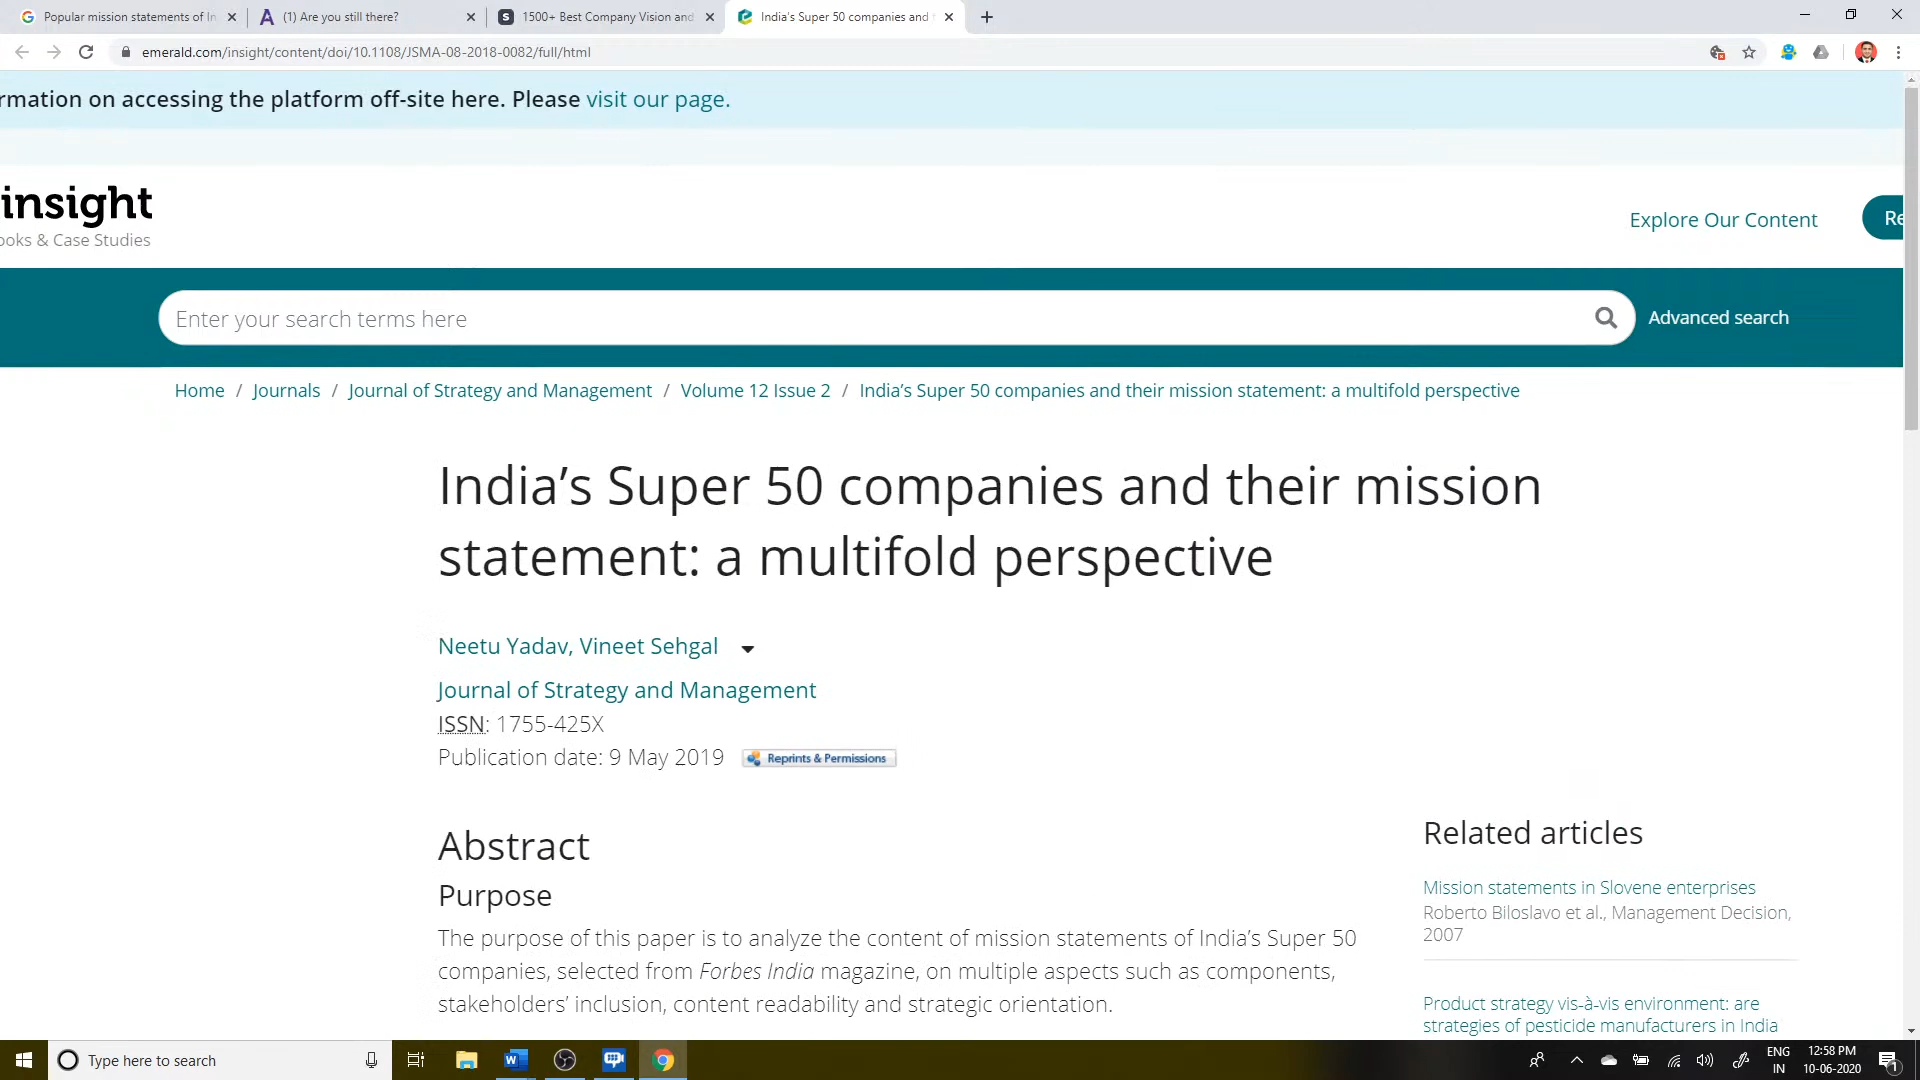 Popular mission statements of In
(1) Are you still there?
1500+ Best Company Vision and
India's Super 50 companies and
emerald.com/insight/content/doi/10.1108/JSMA-08-2018-0082/full/html
rmation on accessing the platform off-site here. Please visit our page.
insight
ooks & Case Studies
Explore Our Content
Re
Enter your search terms here
Advanced search
Home / Journals / Journal of Strategy and Management / Volume 12 Issue 2 / India’s Super 50 companies and their mission statement: a multifold perspective
India’s Super 50 companies and their mission
statement: a multifold perspective
Neetu Yadav, Vineet Sehgal
Journal of Strategy and Management
ISSN: 1755-425X
Publication date: 9 May 2019
Reprints & Permissions
Abstract
Purpose
The purpose of this paper is to analyze the content of mission statements of India’s Super 50
companies, selected from Forbes India magazine, on multiple aspects such as components,
stakeholders’ inclusion, content readability and strategic orientation.
Related articles
Mission statements in Slovene enterprises
Roberto Biloslavo et al., Management Decision,
2007
Product strategy vis-à-vis environment: are
strategies of pesticide manufacturers in India
Type here to search
ENG
IN
12:58 PM
10-06-2020
1